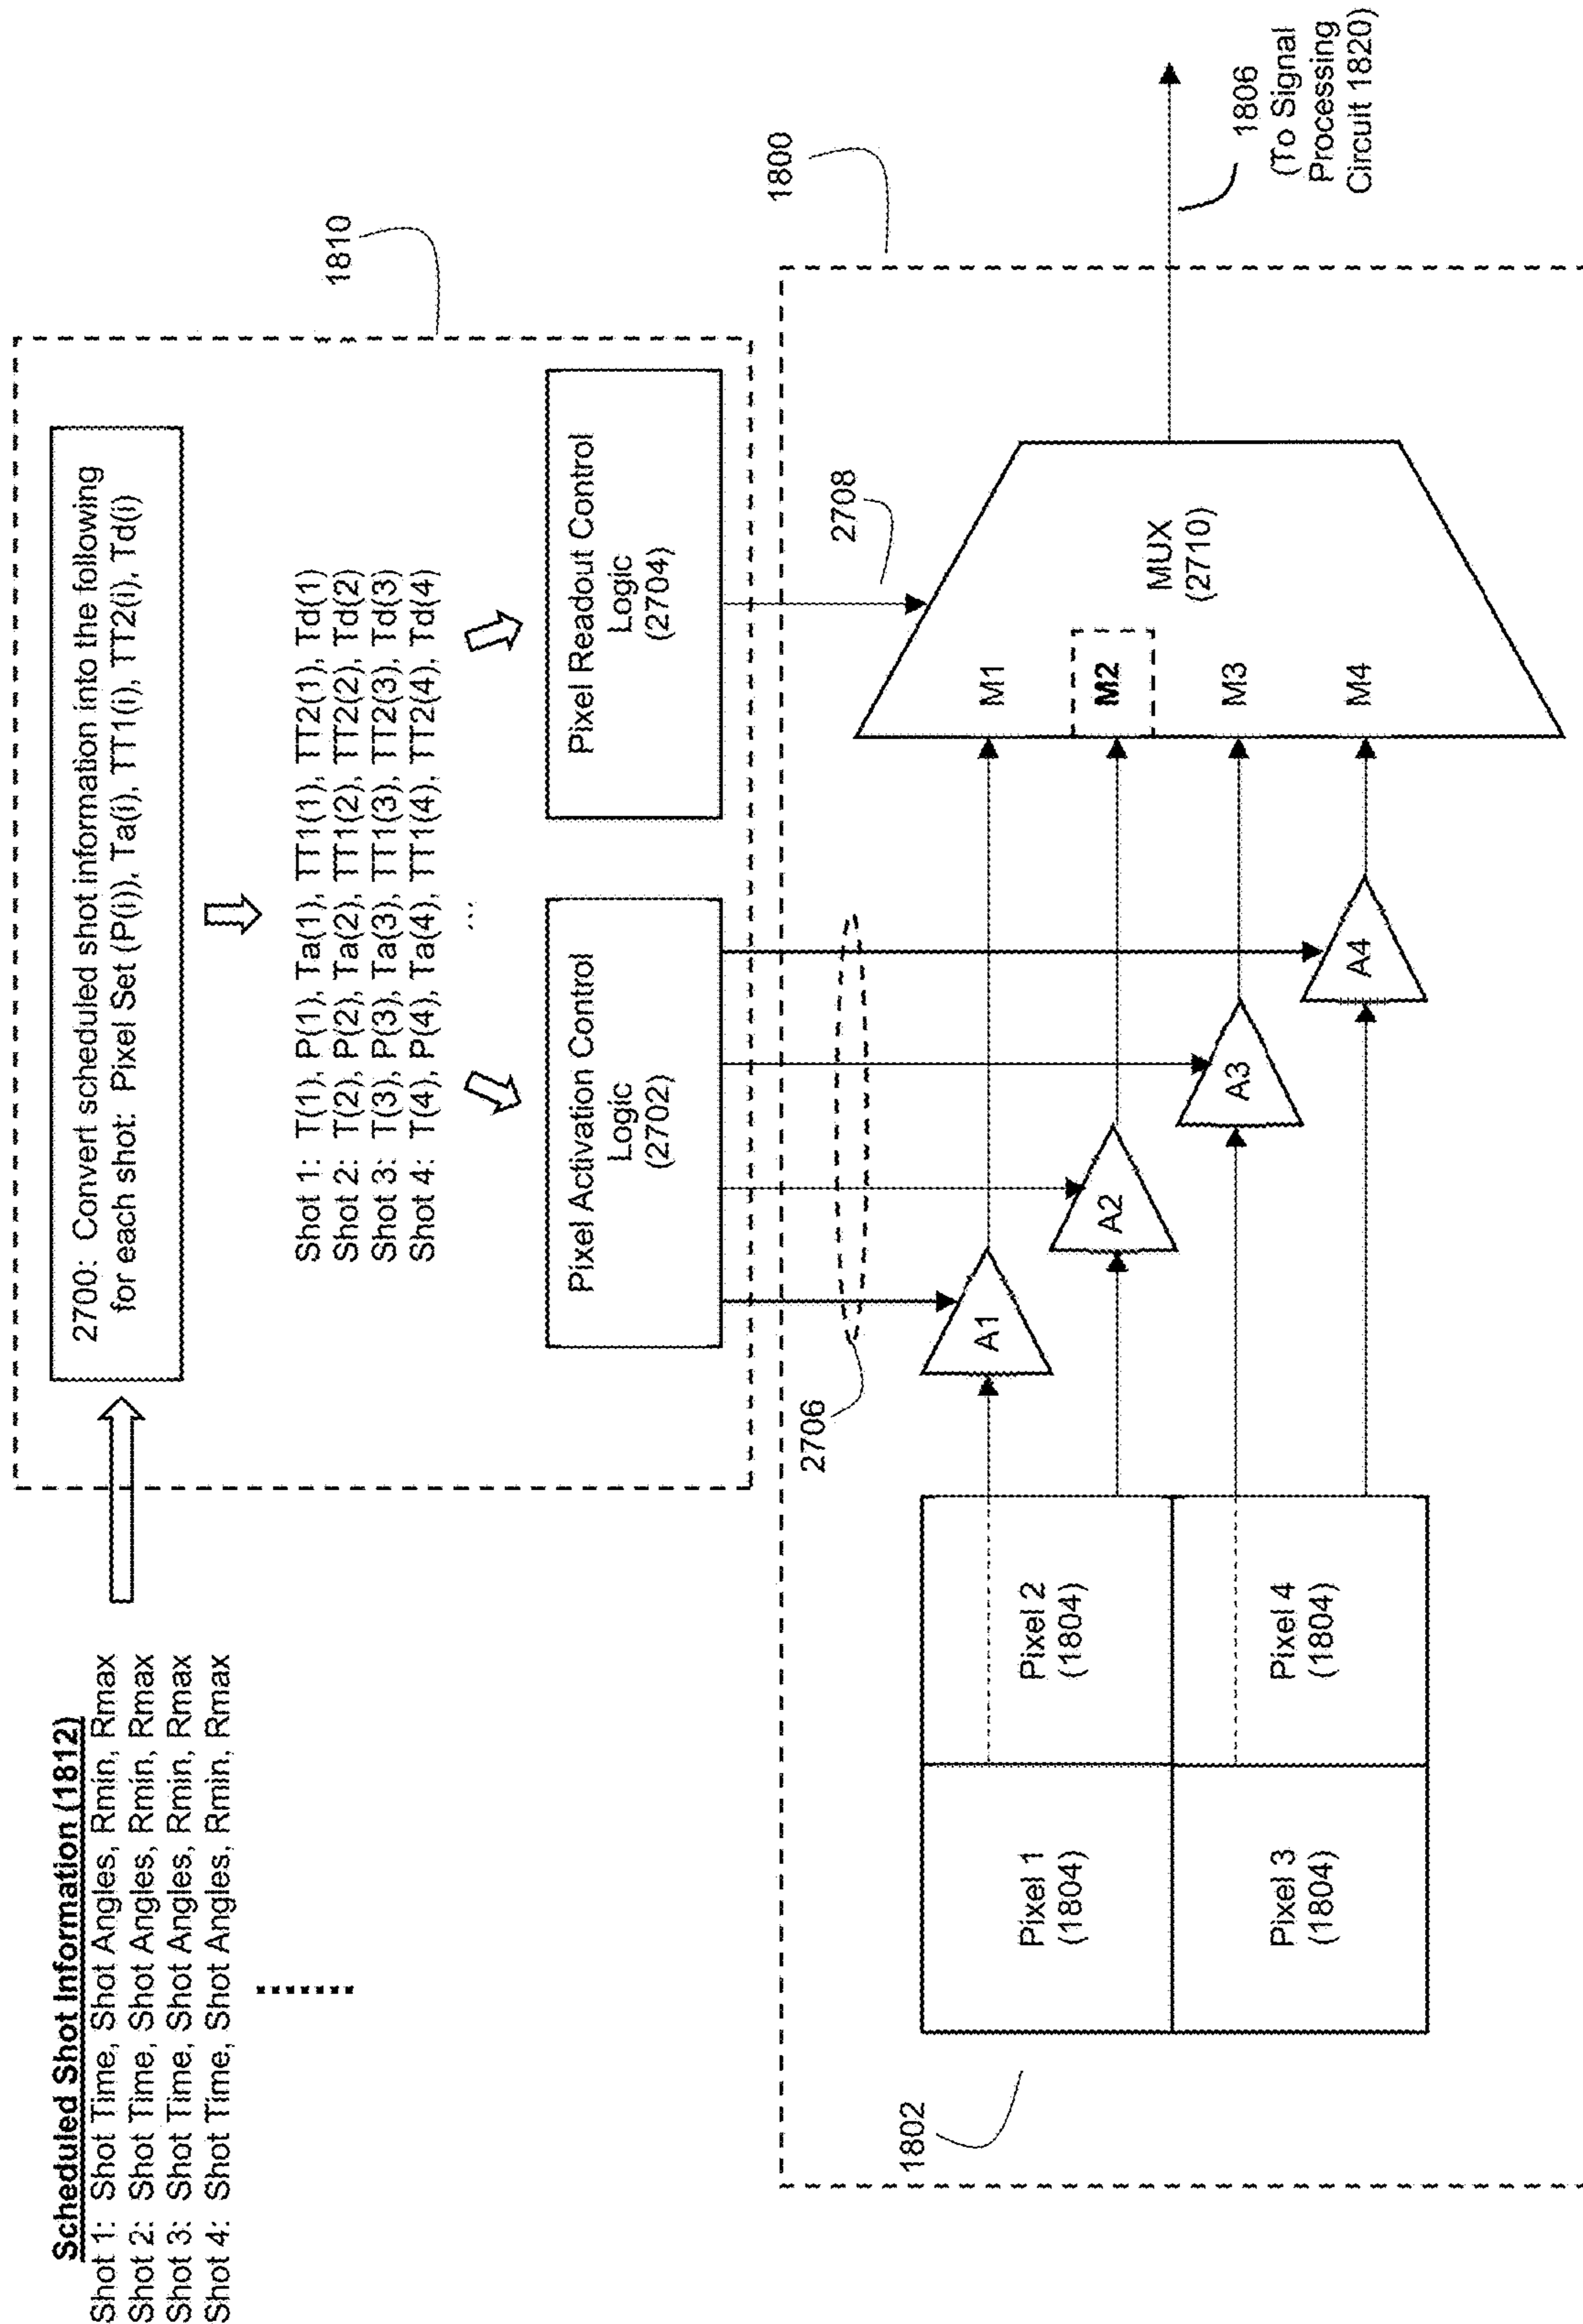 Scheduled Shot Information (1812)
Shot 1: Shot Time, Shot Angles, Rmin, Rmax
Shot 2: Shot Time, Shot Angles, Rmin, Rmax
Shot 3: Shot Time, Shot Angles, Rmin, Rmax
Shot 4: Shot Time, Shot Angles, Rmin, Rmax
.......
2700: Convert scheduled shot information into the following
for each shot: Pixel Set (P(i)), Ta(i), TT1(i), TT2(i), Td(i)
1810
Shot 1: T(1), P(1), Ta(1), TT1(1), TT2(1), Td(1)
Shot 2: T(2), P(2), Ta(2), TT1(2), TT2(2), Td(2)
Shot 3: T(3), P(3), Ta(3), TT1(3), TT2(3), Td(3)
Shot 4: T(4), P(4), Ta(4), TT1(4), TT2(4), Td(4)
...
Pixel Activation Control
Logic
(2702)
Pixel Readout Control
Logic
(2704)
2706
2708
1800
1802
Pixel 1
(1804)
Pixel 2
(1804)
Pixel 3
(1804)
Pixel 4
(1804)
A1
A2
A3
A4
M1
M2
M3
M4
MUX
(2710)
1806
(To Signal
Processing
Circuit 1820)